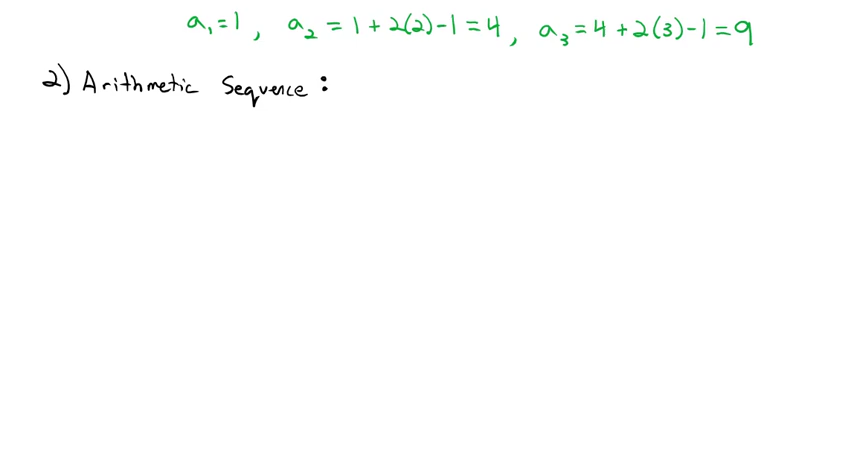 a₁ = 1 , a₂ = 1 + 2(2) - 1 = 4 , a₃ = 4 + 2(3) - 1 = 9
2) Arithmetic Sequence :